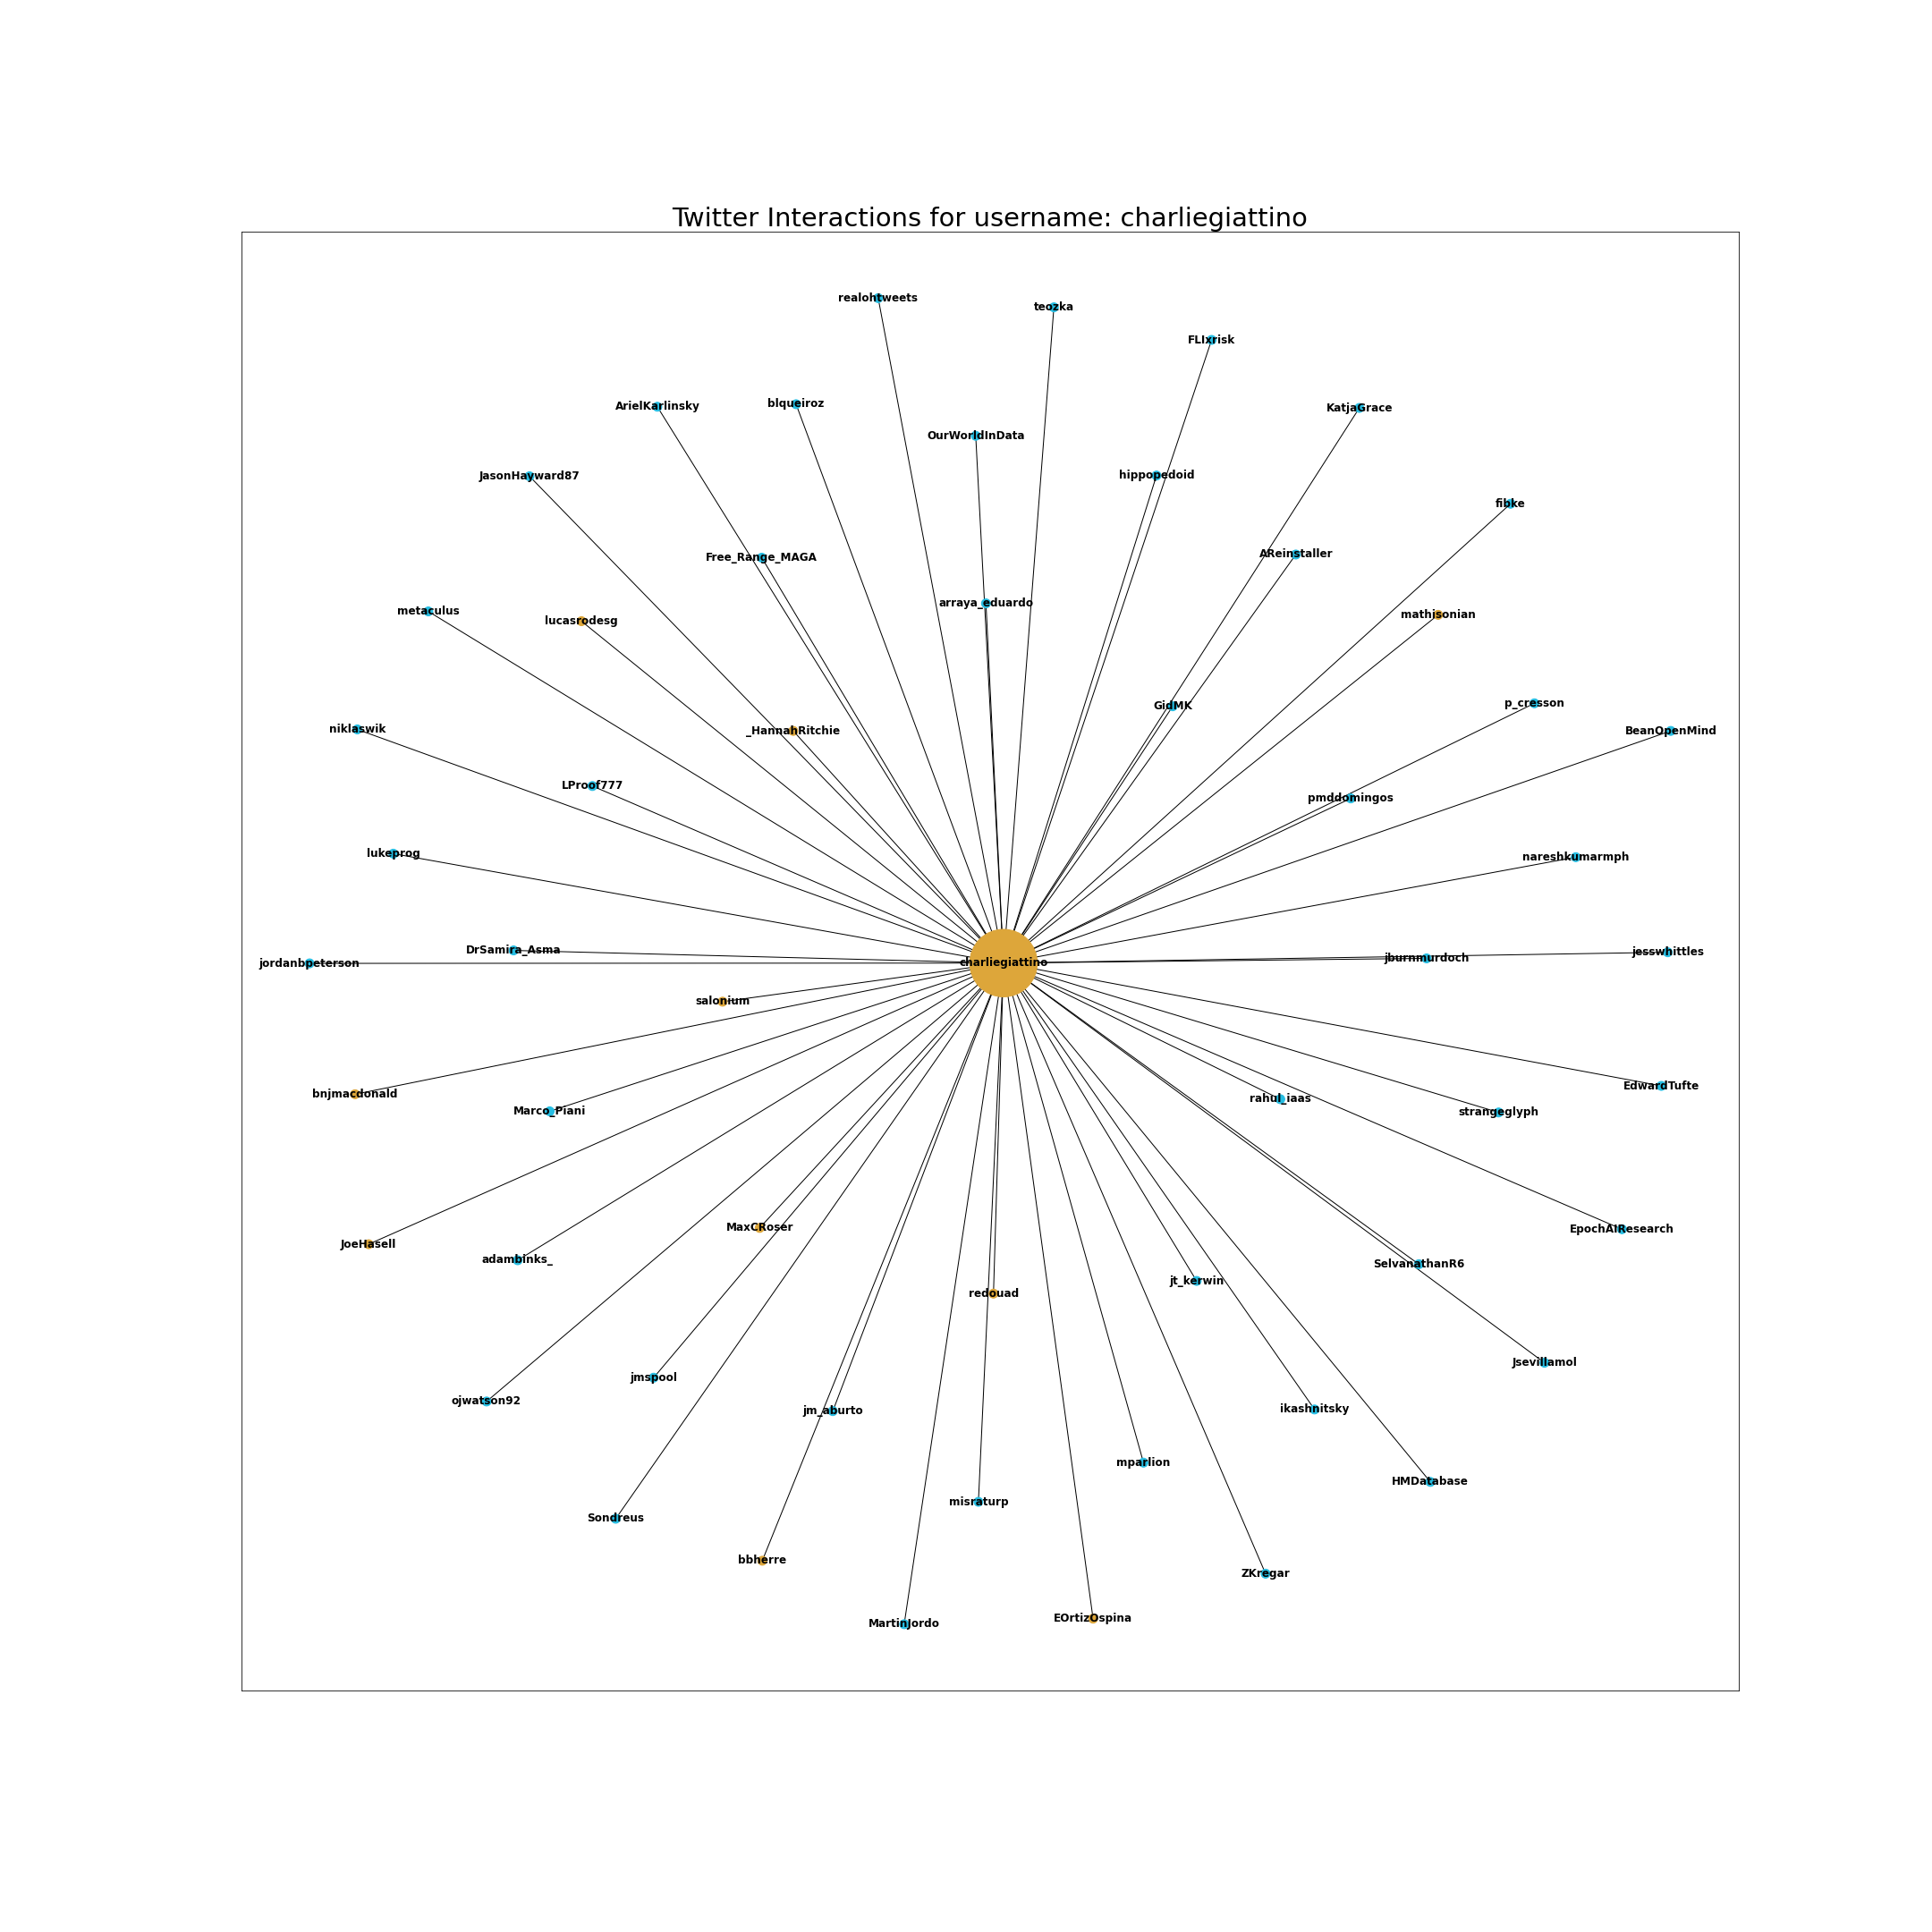 Twitter Interactions for username: charliegiattino
realohtweets
teozka
FLIxrisk
ArielKarlinsky
blqueiroz
KatjaGrace
OurWorldInData
JasonHayward87
hippopedoid
fibke
Free_Range_MAGA
AReinstaller
arraya_eduardo
metaculus
lucasrodesg
mathisonian
GidMK
p_cresson
niklaswik
_HannahRitchie
BeanOpenMind
LProof777
pmddomingos
lukeprog
nareshkumarmph
DrSamira_Asma
jesswhittles
jburnmurdoch
jordanbpeterson
charliegiattino
salonium
EdwardTufte
bnjmacdonald
rahul_iaas
Marco_Piani
strangeglyph
MaxCRoser
EpochAIResearch
JoeHasell
adambinks_
SelvanathanR6
jt_kerwin
redouad
Jsevillamol
jmspool
ojwatson92
jm_aburto
ikashnitsky
mparlion
HMDatabase
misraturp
Sondreus
bbherre
ZKregar
MartinJordo
EOrtizOspina